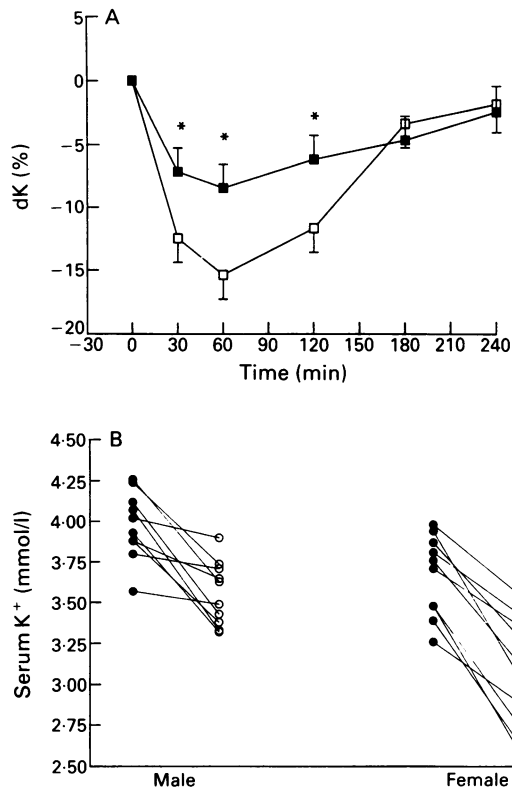 A
5
0
−5
−10
−15
−20
dK (%)
* * *
−30 0 30 60 90 120 150 180 210 240
Time (min)
B
4·50
4·25
4·00
3·75
3·50
3·25
3·00
2·75
2·50
Serum K+ (mmol/l)
Male Female